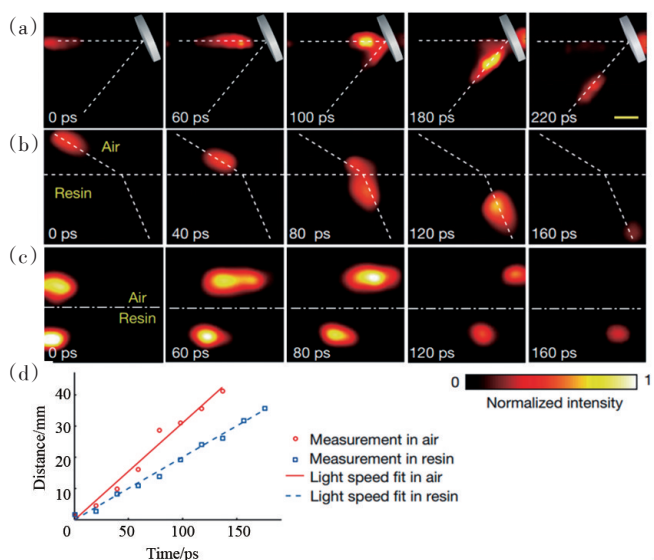 (a)
0 ps
60 ps
100 ps
180 ps
220 ps
(b)
Air
Resin
0 ps
40 ps
80 ps
120 ps
160 ps
(c)
Air
Resin
0 ps
60 ps
80 ps
120 ps
160 ps
(d)
0
1
Normalized intensity
40
30
20
10
0
50
100
150
Distance/mm
Time/ps
Measurement in air
Measurement in resin
Light speed fit in air
Light speed fit in resin